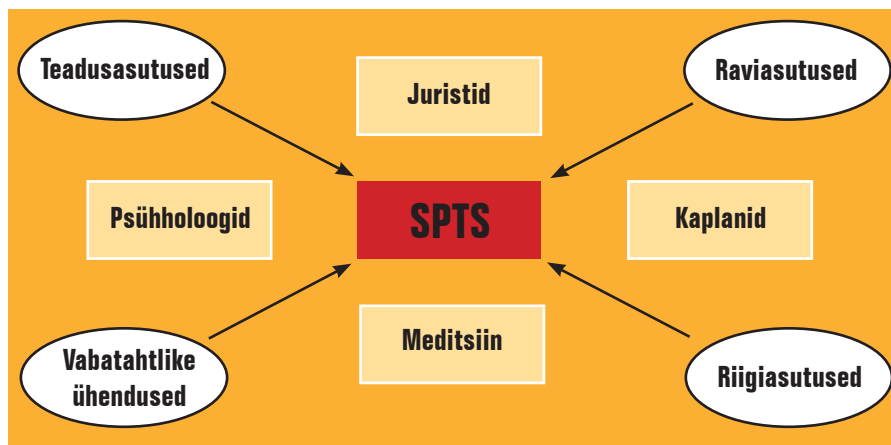 Teadusasutused
Raviasutused
Juristid
Psühholoogid
SPTS
Kaplanid
Meditsiin
Vabatahtlike
ühendused
Riigiasutused